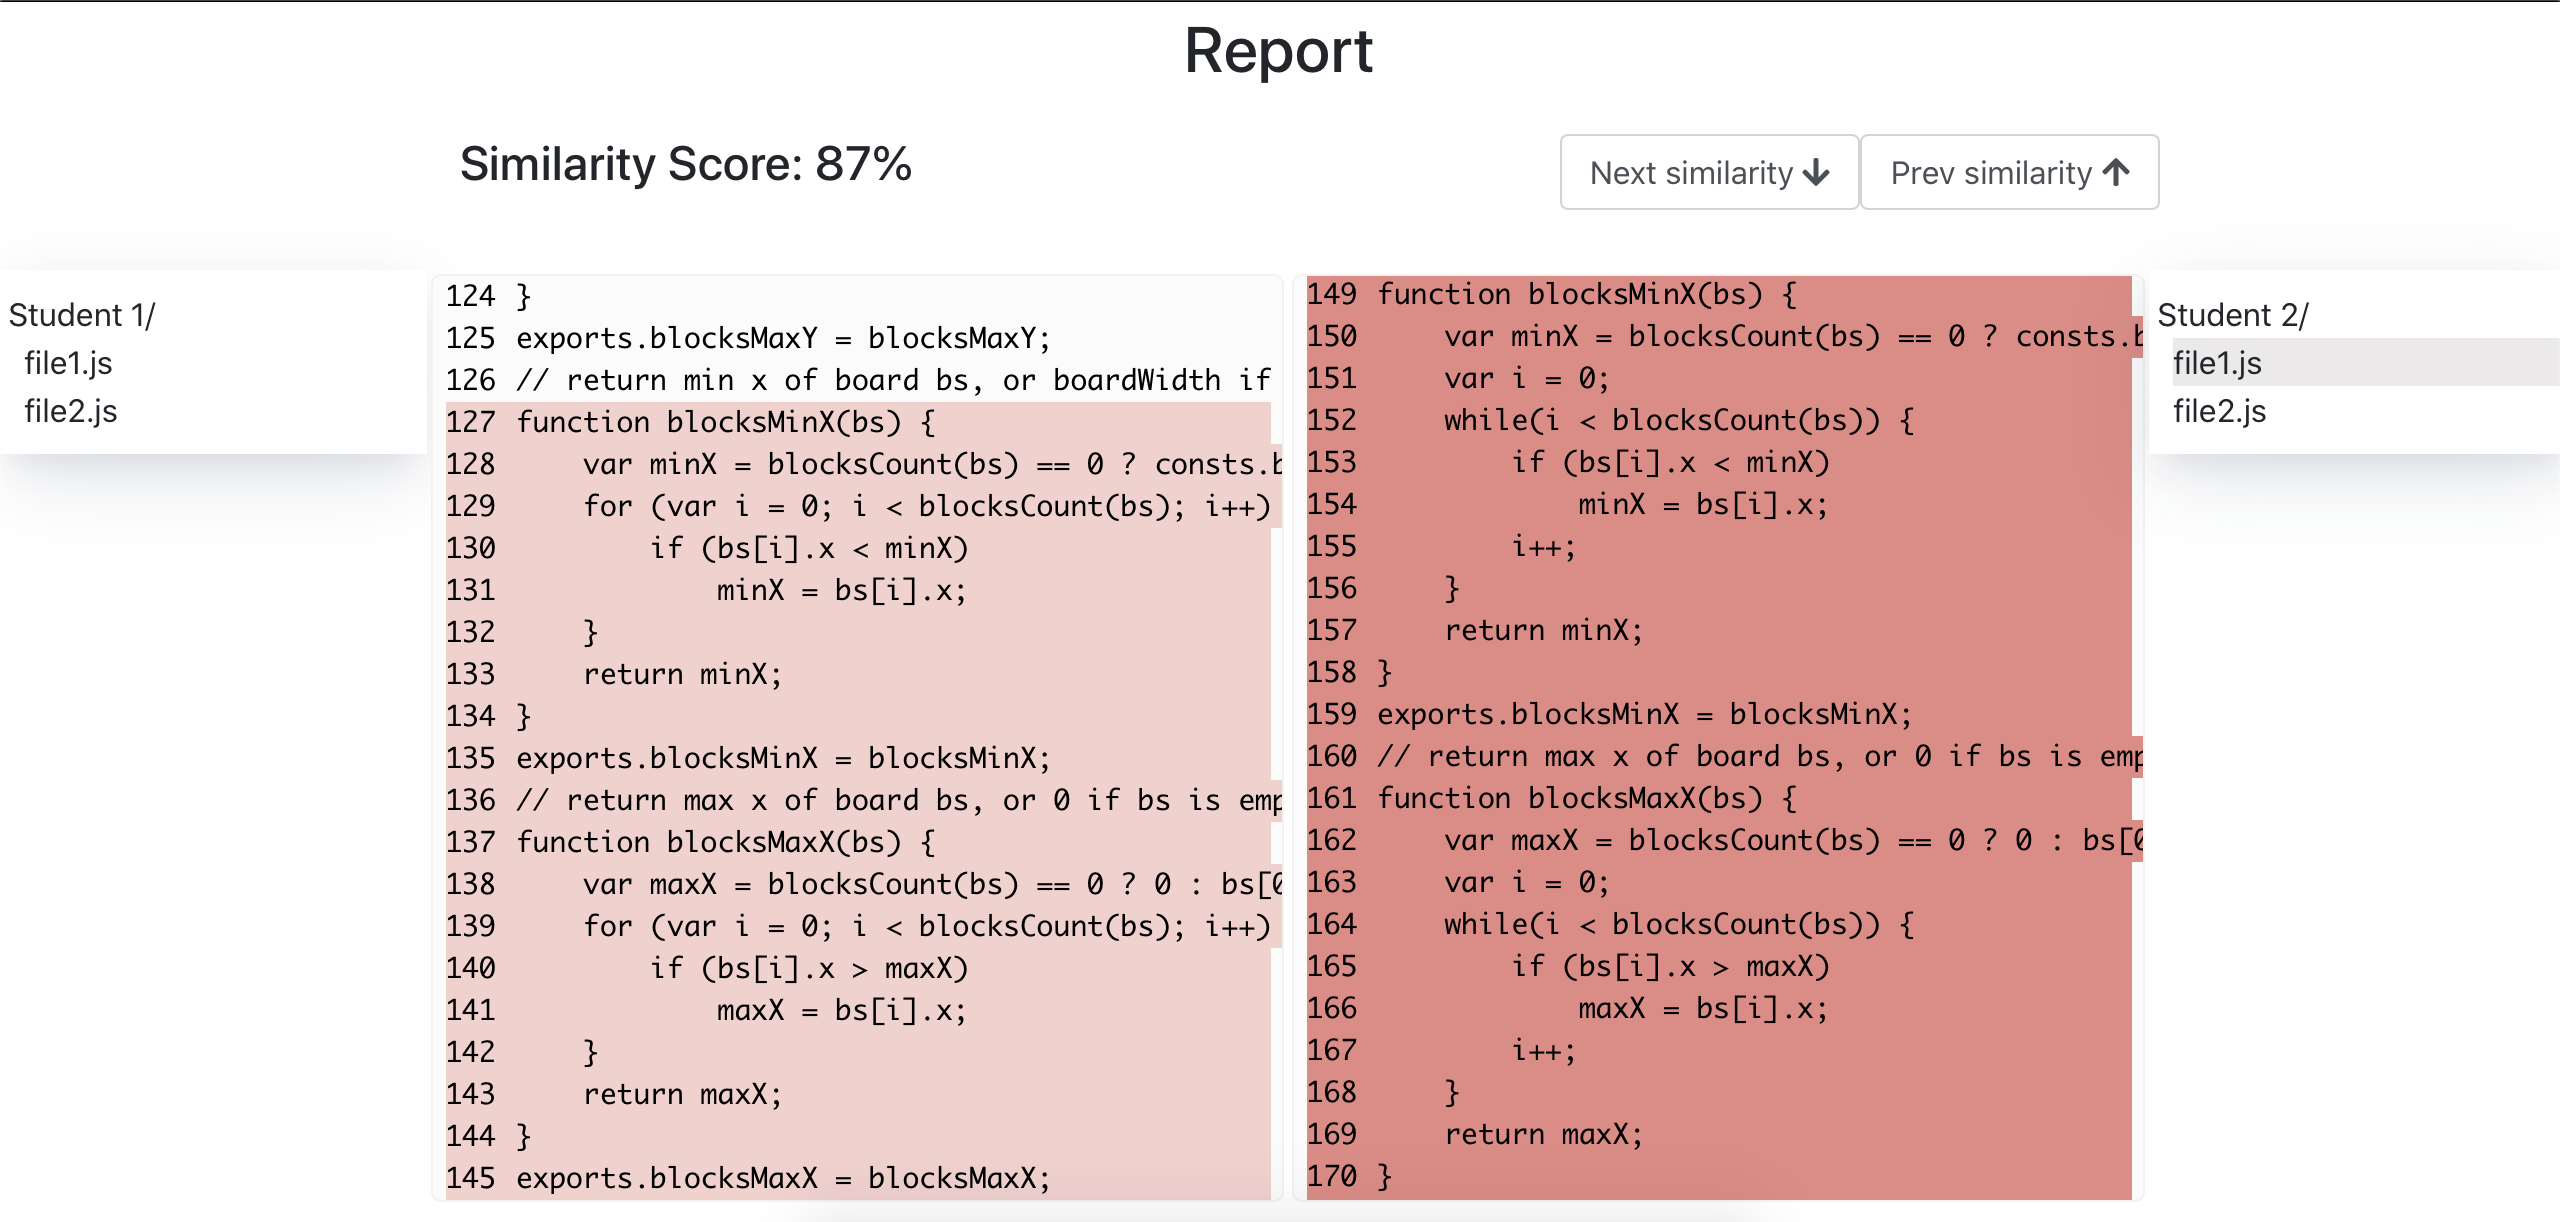 Report
Similarity Score: 87%
Next similarity Prev similarity
Student 1/
file1.js
file2.js
124 }
125 exports.blocksMaxY = blocksMaxY;
126 // return min x of board bs, or boardWidth if
127 function blocksMinX(bs) {
128     var minX = blocksCount(bs) == 0 ? consts.b
129     for (var i = 0; i < blocksCount(bs); i++)
130         if (bs[i].x < minX)
131             minX = bs[i].x;
132     }
133     return minX;
134 }
135 exports.blocksMinX = blocksMinX;
136 // return max x of board bs, or 0 if bs is emp
137 function blocksMaxX(bs) {
138     var maxX = blocksCount(bs) == 0 ? 0 : bs[0
139     for (var i = 0; i < blocksCount(bs); i++)
140         if (bs[i].x > maxX)
141             maxX = bs[i].x;
142     }
143     return maxX;
144 }
145 exports.blocksMaxX = blocksMaxX;
149 function blocksMinX(bs) {
150     var minX = blocksCount(bs) == 0 ? consts.b
151     var i = 0;
152     while(i < blocksCount(bs)) {
153         if (bs[i].x < minX)
154             minX = bs[i].x;
155         i++;
156     }
157     return minX;
158 }
159 exports.blocksMinX = blocksMinX;
160 // return max x of board bs, or 0 if bs is emp
161 function blocksMaxX(bs) {
162     var maxX = blocksCount(bs) == 0 ? 0 : bs[0
163     var i = 0;
164     while(i < blocksCount(bs)) {
165         if (bs[i].x > maxX)
166             maxX = bs[i].x;
167         i++;
168     }
169     return maxX;
170 }
Student 2/
file1.js
file2.js